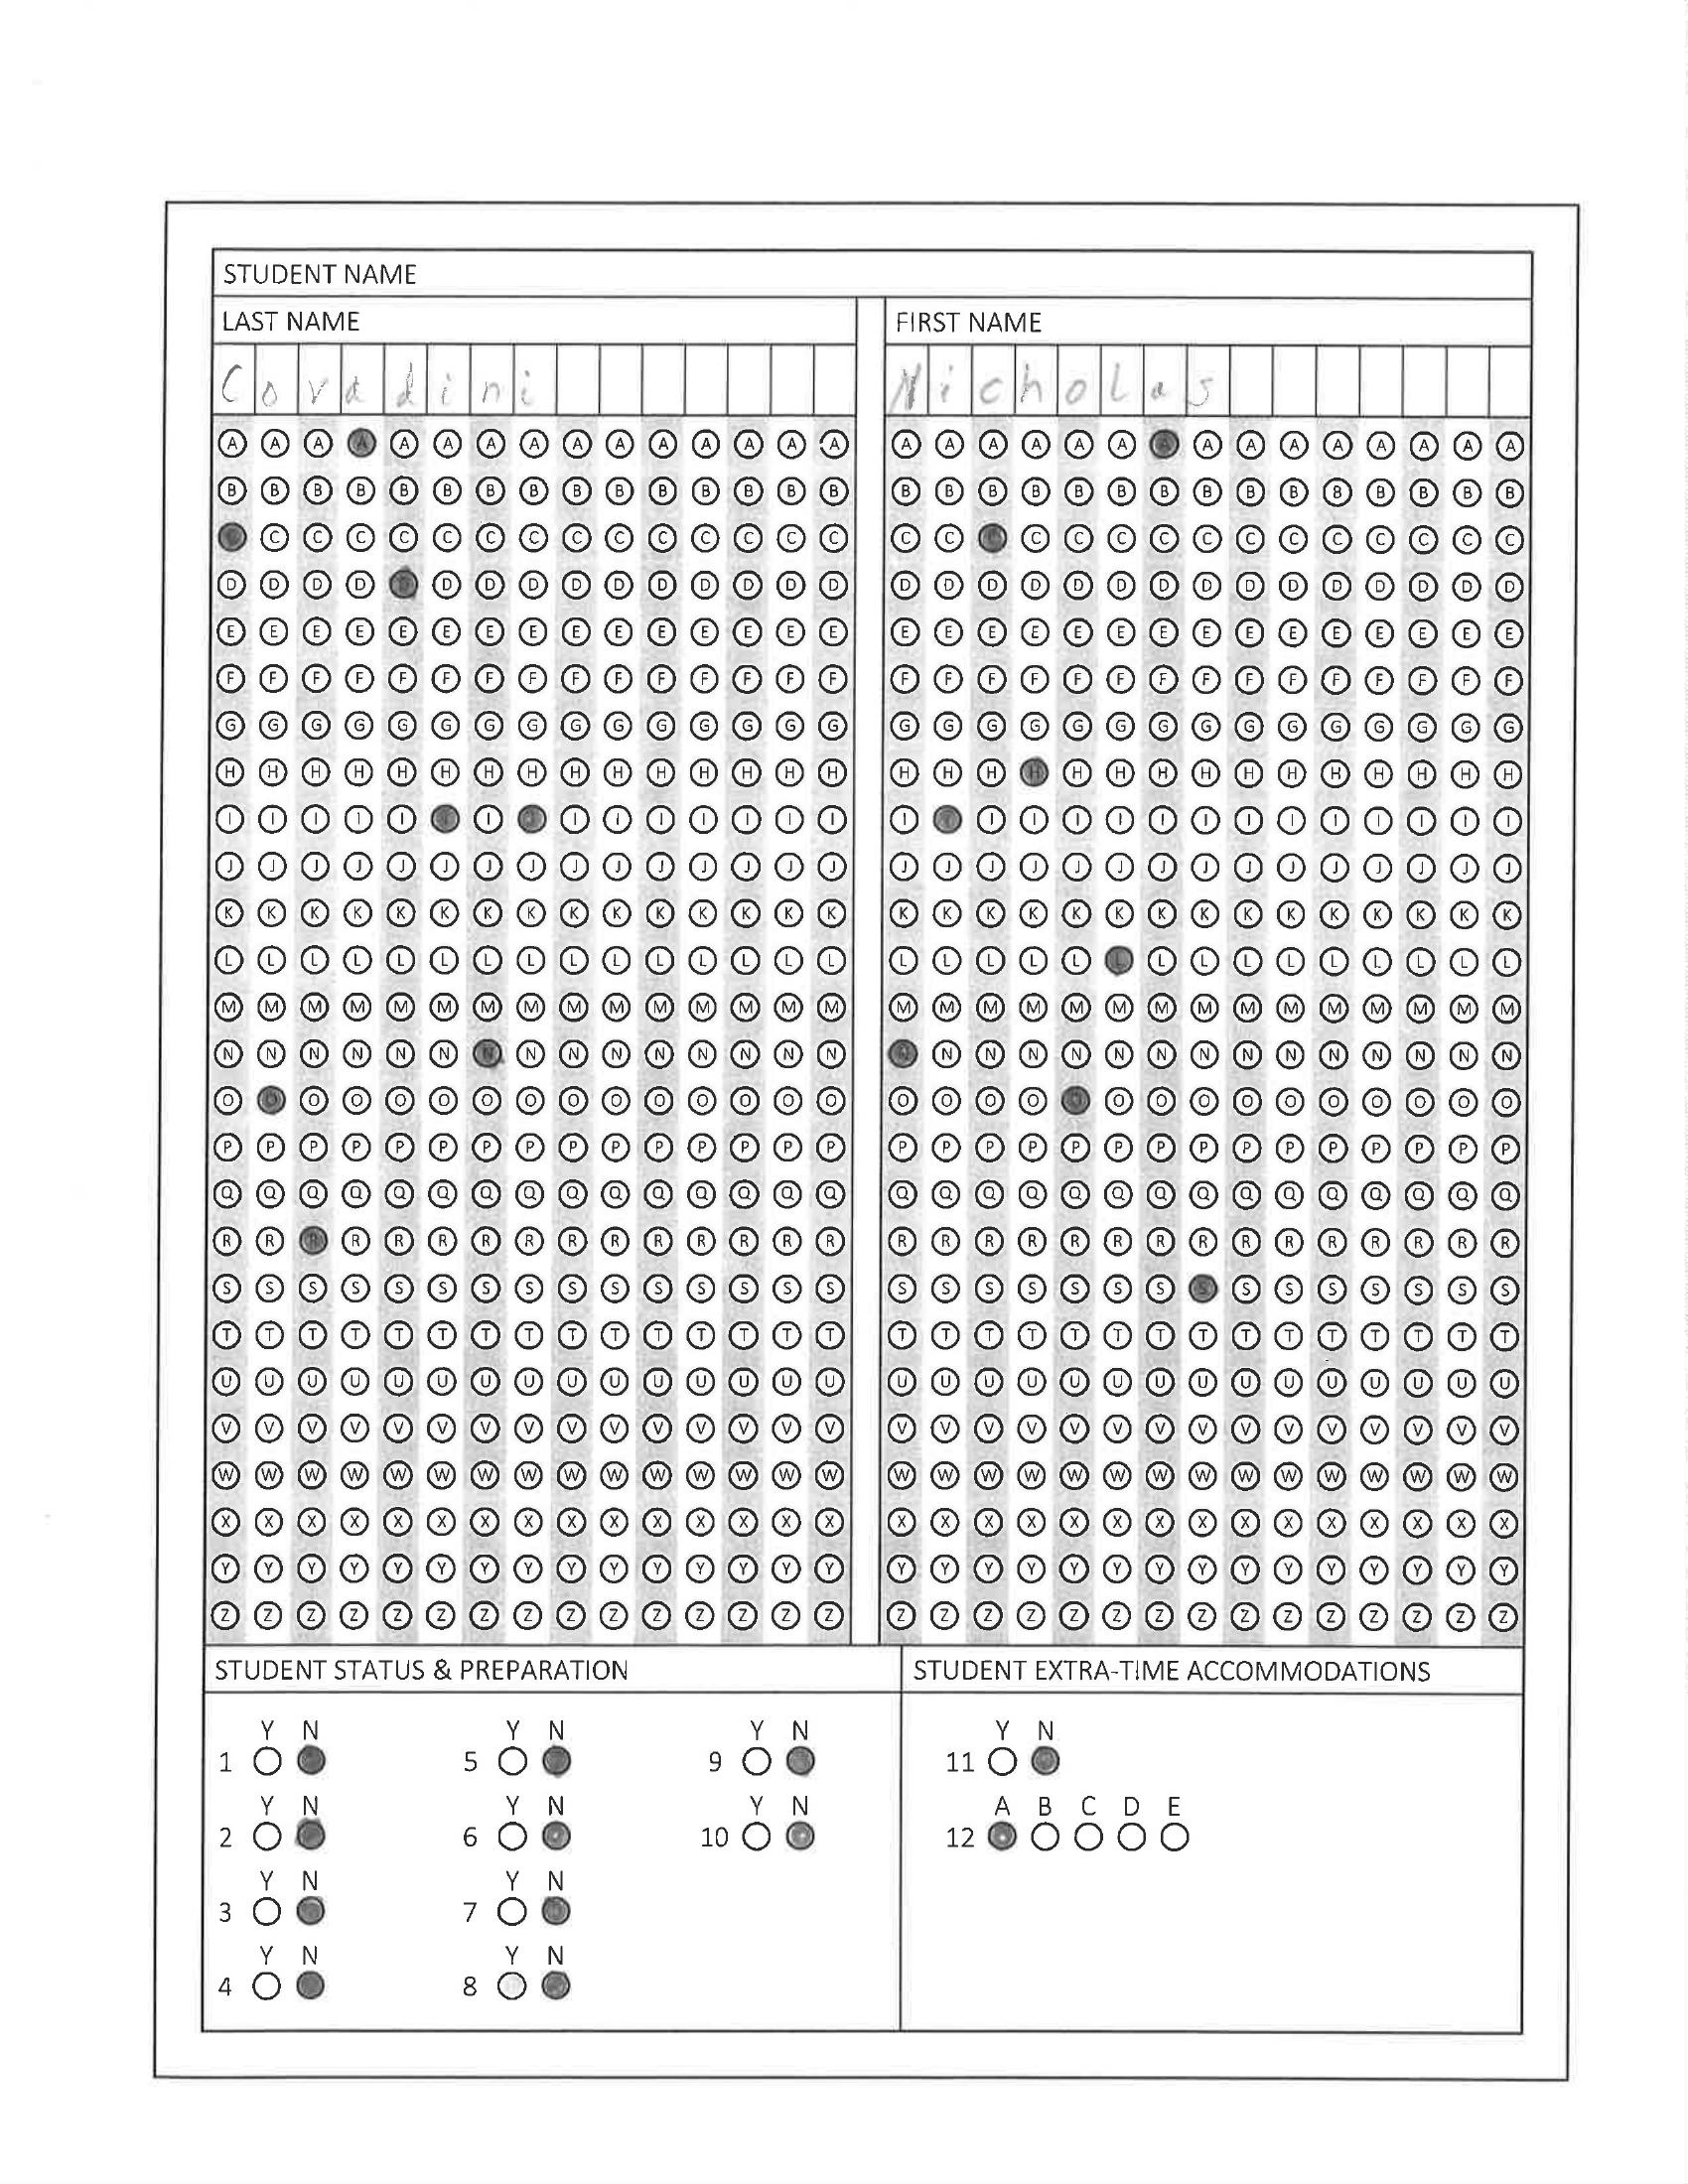 STUDENT NAME
LAST NAME FIRST NAME
C o r a d i n i N i c h o l a s
A A A A A A A A A A A A A A A A A A A A A A A A A A A A A A
B B B B B B B B B B B B B B B B B B B B B B B B B B B B B B
C C C C C C C C C C C C C C C C C C C C C C C C C C C C C C
D D D D D D D D D D D D D D D D D D D D D D D D D D D D D D
E E E E E E E E E E E E E E E E E E E E E E E E E E E E E E
F F F F F F F F F F F F F F F F F F F F F F F F F F F F F F
G G G G G G G G G G G G G G G G G G G G G G G G G G G G G G
H H H H H H H H H H H H H H H H H H H H H H H H H H H H H H
I I I I I I I I I I I I I I I I I I I I I I I I I I I I I I
J J J J J J J J J J J J J J J J J J J J J J J J J J J J J J
K K K K K K K K K K K K K K K K K K K K K K K K K K K K K K
L L L L L L L L L L L L L L L L L L L L L L L L L L L L L L
M M M M M M M M M M M M M M M M M M M M M M M M M M M M M M
N N N N N N N N N N N N N N N N N N N N N N N N N N N N N N
O O O O O O O O O O O O O O O O O O O O O O O O O O O O O O
P P P P P P P P P P P P P P P P P P P P P P P P P P P P P P
Q Q Q Q Q Q Q Q Q Q Q Q Q Q Q Q Q Q Q Q Q Q Q Q Q Q Q Q Q Q
R R R R R R R R R R R R R R R R R R R R R R R R R R R R R R
S S S S S S S S S S S S S S S S S S S S S S S S S S S S S S
T T T T T T T T T T T T T T T T T T T T T T T T T T T T T T
U U U U U U U U U U U U U U U U U U U U U U U U U U U U U U
V V V V V V V V V V V V V V V V V V V V V V V V V V V V V V
W W W W W W W W W W W W W W W W W W W W W W W W W W W W W W
X X X X X X X X X X X X X X X X X X X X X X X X X X X X X X
Y Y Y Y Y Y Y Y Y Y Y Y Y Y Y Y Y Y Y Y Y Y Y Y Y Y Y Y Y Y
Z Z Z Z Z Z Z Z Z Z Z Z Z Z Z Z Z Z Z Z Z Z Z Z Z Z Z Z Z Z
STUDENT STATUS & PREPARATION
Y N Y N Y N
1 5 9
Y N Y N Y N
2 6 10
Y N Y N
3 7
Y N Y N
4 8
STUDENT EXTRA-TIME ACCOMMODATIONS
Y N
11
A B C D E
12